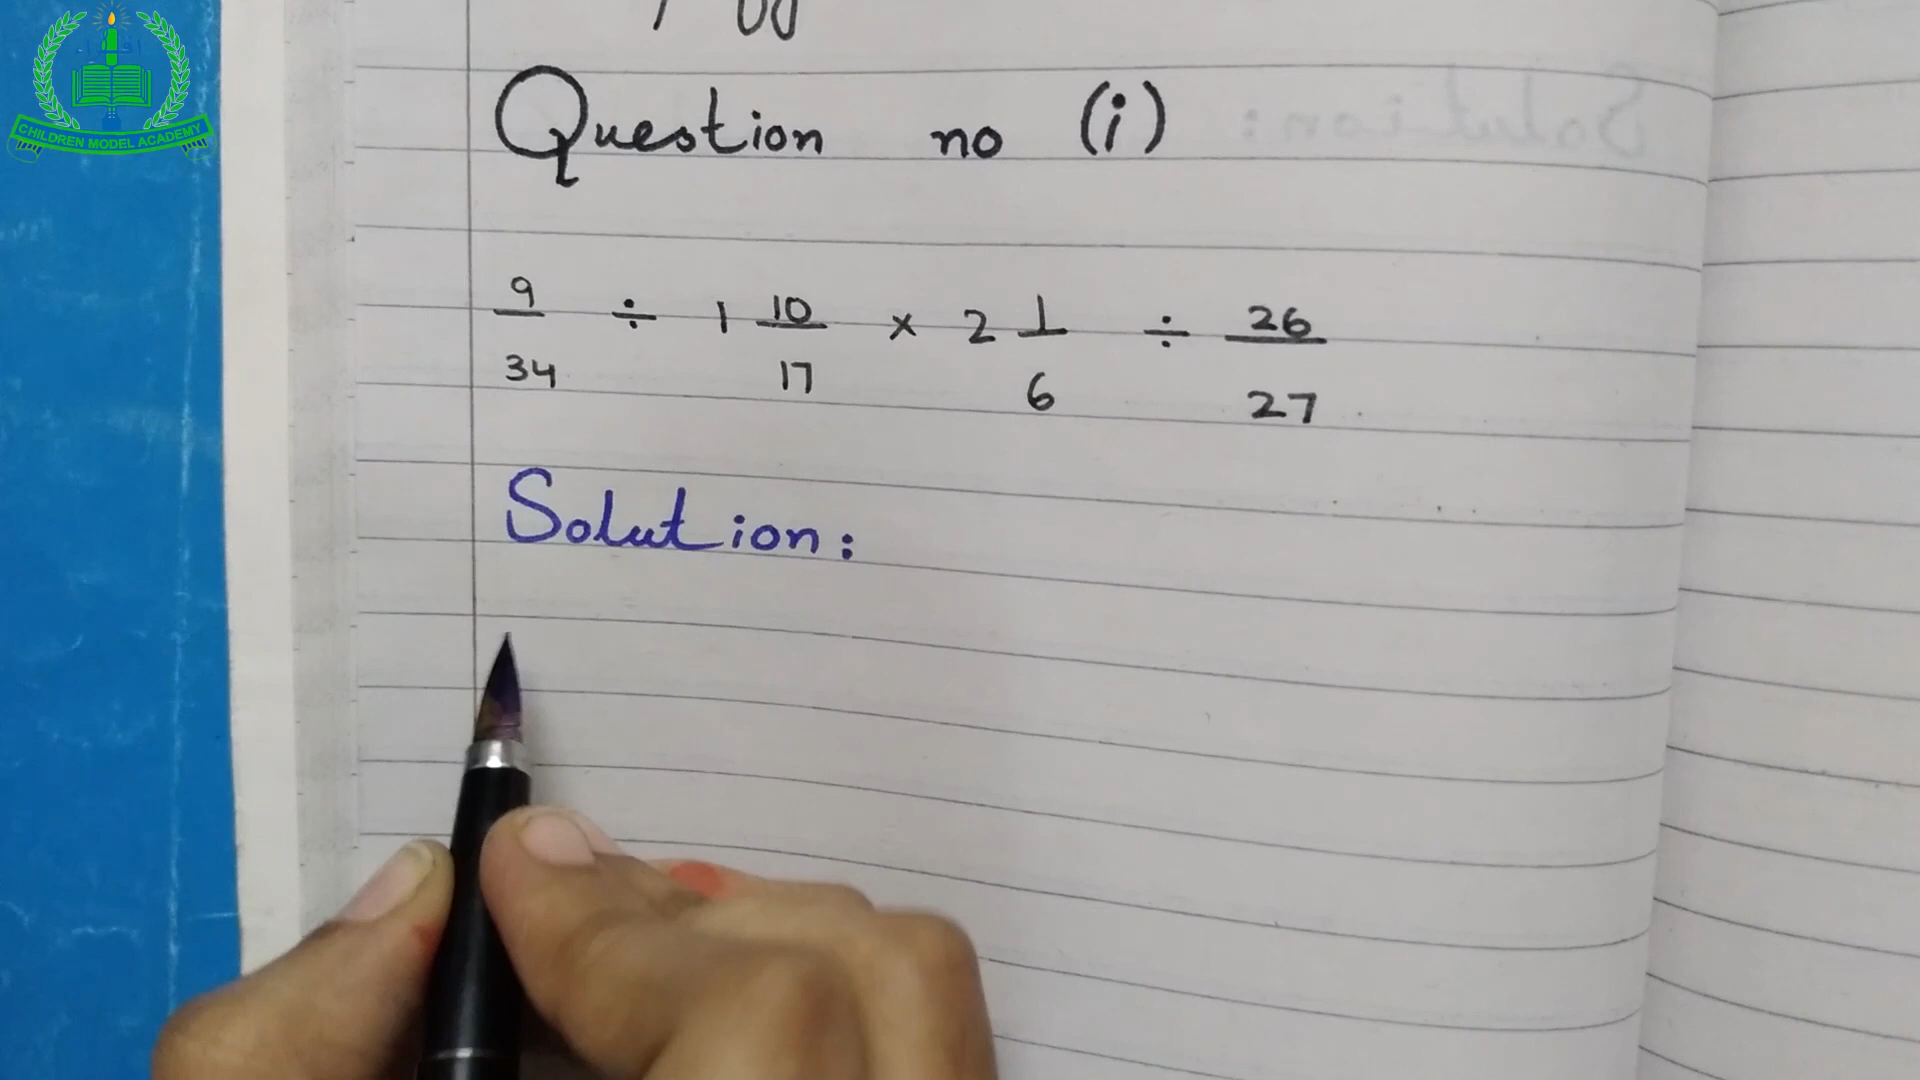 CHILDREN MODEL ACADEMY
Question no (i)
9/34 ÷ 1 10/17 × 2 1/6 ÷ 26/27
Solution: